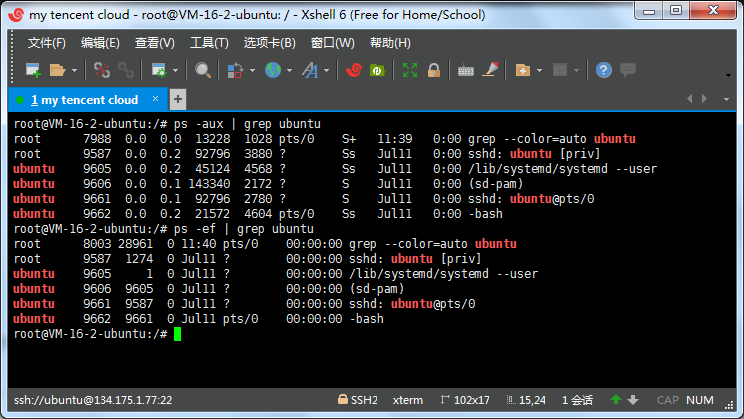 my tencent cloud - root@VM-16-2-ubuntu: / - Xshell 6 (Free for Home/School)
文件(F) 编辑(E) 查看(V) 工具(T) 选项卡(B) 窗口(W) 帮助(H)
1 my tencent cloud × +
root@VM-16-2-ubuntu:/# ps -aux | grep ubuntu
root      7988  0.0  0.0  13228  1028 pts/0    S+   11:39   0:00 grep --color=auto ubuntu
root      9587  0.0  0.2  92796  3880 ?        Ss   Jul11   0:00 sshd: ubuntu [priv]
ubuntu    9605  0.0  0.2  45124  4568 ?        Ss   Jul11   0:00 /lib/systemd/systemd --user
ubuntu    9606  0.0  0.1 143340  2172 ?        S    Jul11   0:00 (sd-pam)
ubuntu    9661  0.0  0.1  92796  2780 ?        S    Jul11   0:00 sshd: ubuntu@pts/0
ubuntu    9662  0.0  0.2  21572  4604 pts/0    Ss   Jul11   0:00 -bash
root@VM-16-2-ubuntu:/# ps -ef | grep ubuntu
root      8003 28961  0 11:40 pts/0    00:00:00 grep --color=auto ubuntu
root      9587  1274  0 Jul11 ?        00:00:00 sshd: ubuntu [priv]
ubuntu    9605     1  0 Jul11 ?        00:00:00 /lib/systemd/systemd --user
ubuntu    9606  9605  0 Jul11 ?        00:00:00 (sd-pam)
ubuntu    9661  9587  0 Jul11 ?        00:00:00 sshd: ubuntu@pts/0
ubuntu    9662  9661  0 Jul11 pts/0    00:00:00 -bash
root@VM-16-2-ubuntu:/#
ssh://ubuntu@134.175.1.77:22 SSH2 xterm 102x17 15,24 1 会话 CAP NUM